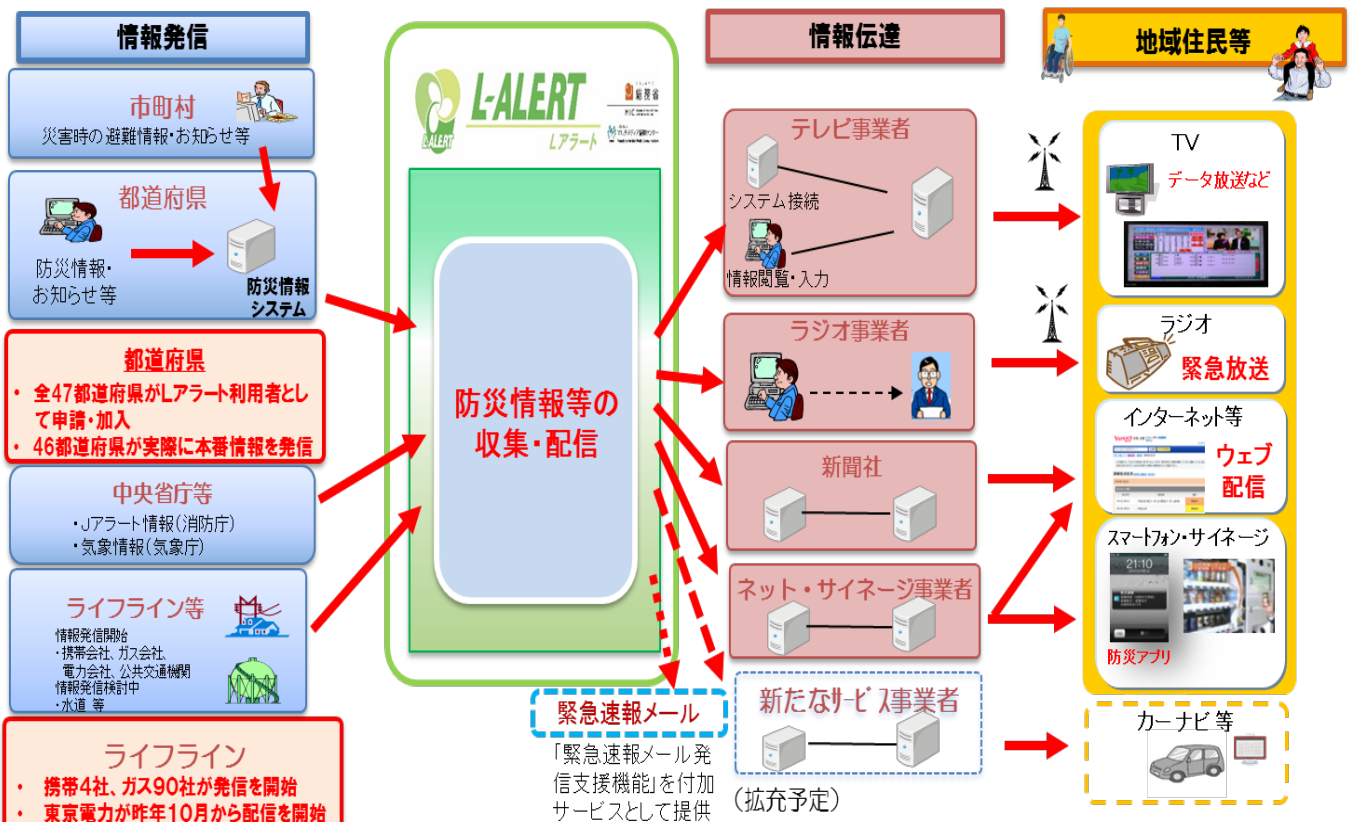 情報発信
市町村
災害時の避難情報・お知らせ等
都道府県
防災情報・
お知らせ等
防災情報
システム
都道府県
・ 全47都道府県がLアラート利用者とし
て申請・加入
・ 46都道府県が実際に本番情報を発信
中央省庁等
・Jアラート情報(消防庁)
・気象情報(気象庁)
ライフライン等
情報発信開始
・携帯会社、ガス会社、
電力会社、公共交通機関
情報発信検討中
・水道 等
ライフライン
・ 携帯4社、ガス90社が発信を開始
・ 東京電力が昨年10月から配信を開始
L-ALERT
L-ALERT
Lアラート
総務省
防災情報等の
収集・配信
緊急速報メール
「緊急速報メール発
信支援機能」を付加
サービスとして提供
情報伝達
テレビ事業者
システム接続
情報閲覧・入力
ラジオ事業者
新聞社
ネット・サイネージ事業者
新たなサービス事業者
(拡充予定)
地域住民等
TV
データ放送など
ラジオ
緊急放送
インターネット等
ウェブ
配信
スマートフォン・サイネージ
21:10
防災アプリ
カーナビ等